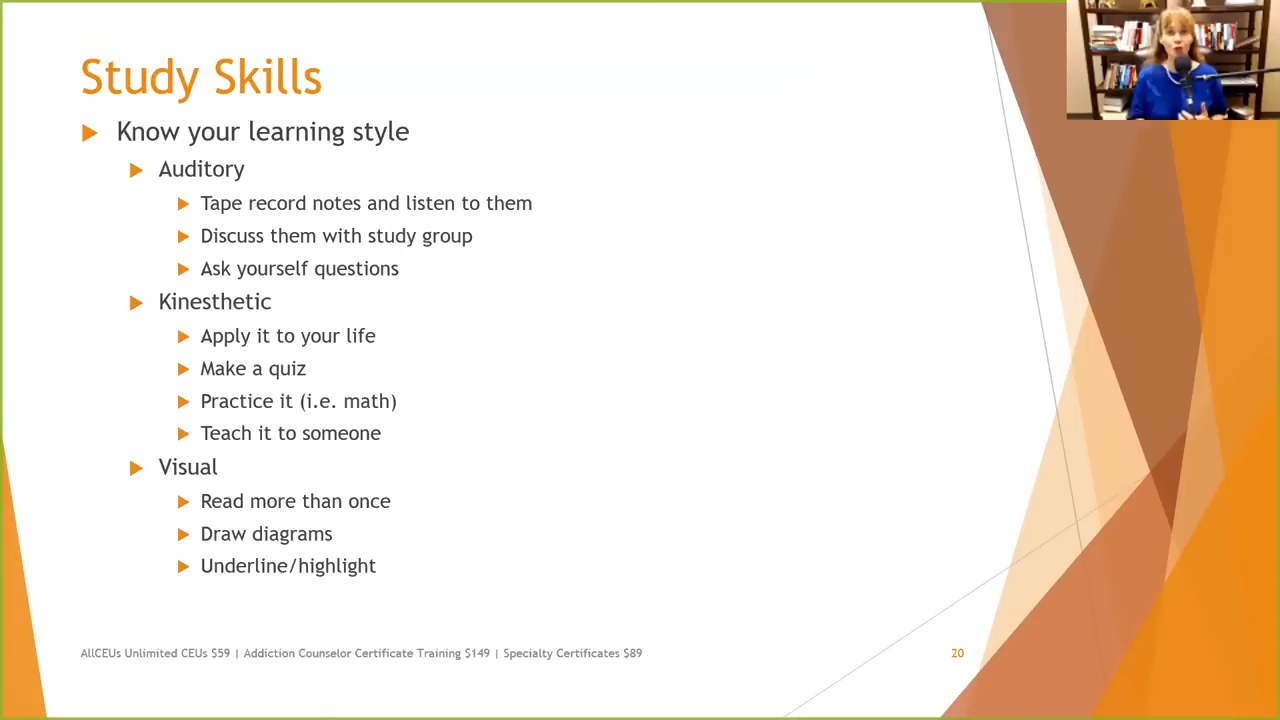 Study Skills
Know your learning style
Auditory
Tape record notes and listen to them
Discuss them with study group
Ask yourself questions
Kinesthetic
Apply it to your life
Make a quiz
Practice it (i.e. math)
Teach it to someone
Visual
Read more than once
Draw diagrams
Underline/highlight
AllCEUs Unlimited CEUs $59 | Addiction Counselor Certificate Training $149 | Specialty Certificates $89
20